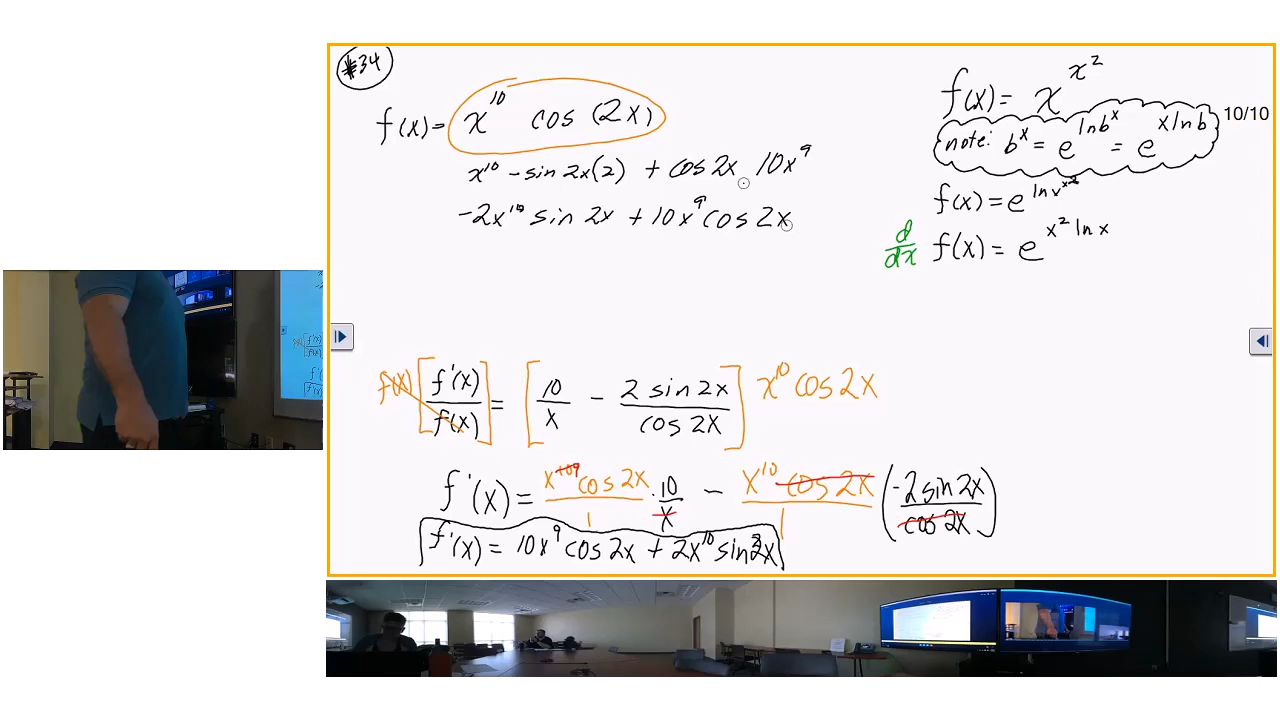 #34
f(x) = x^10 cos (2x)
x^10 - sin 2x(2) + cos 2x 10x^9
-2x^10 sin 2x + 10x^9 cos 2x
f(x) = x^x^2
10/10
note: b^x = e^ln b^x = e^x ln b
f(x) = e^ln x^x^2
d/dx f(x) = e^x^2 ln x
f(x) [f'(x)/f(x)] = [10/x - 2 sin 2x/cos 2x] x^10 cos 2x
f'(x) = x^10 9 cos 2x/1 · 10/x - x^10 cos 2x/1 (-2 sin 2x/cos 2x)
f'(x) = 10x^9 cos 2x + 2x^10 sin 2x